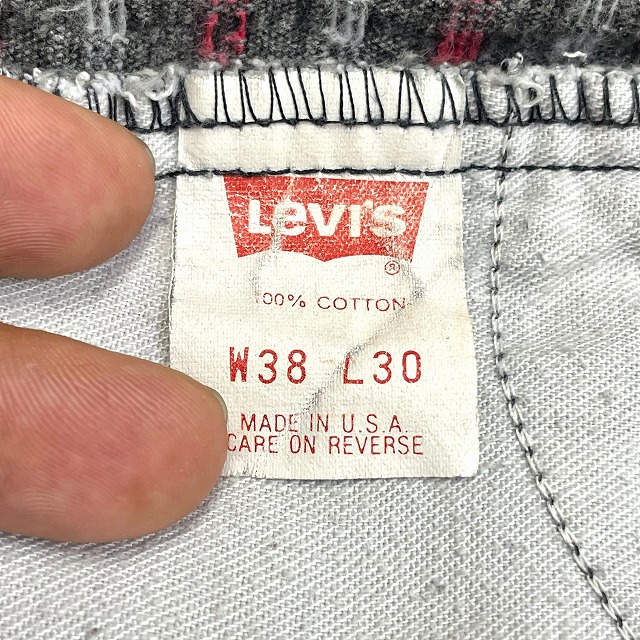 Levi's
®
100% COTTON
W38 L30
MADE IN U.S.A.
CARE ON REVERSE